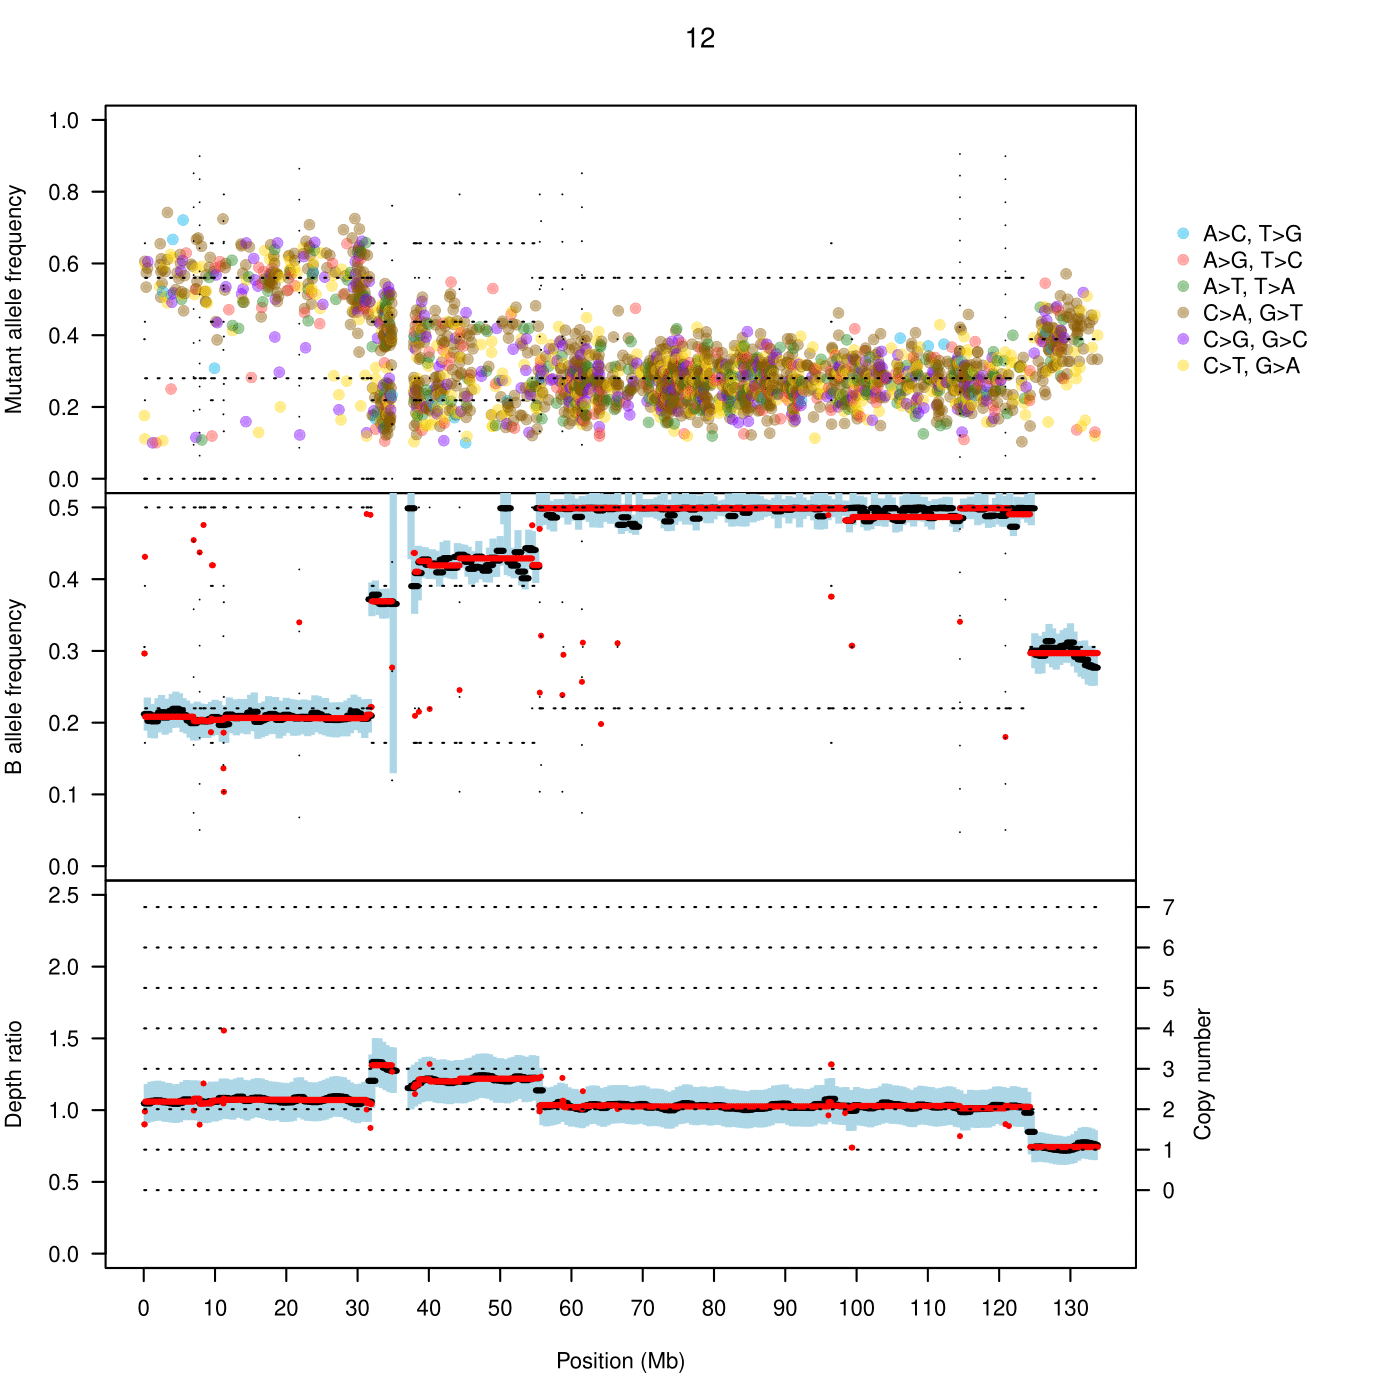 12
Mutant allele frequency
1.0
0.8
0.6
0.4
0.2
0.0
A>C, T>G
A>G, T>C
A>T, T>A
C>A, G>T
C>G, G>C
C>T, G>A
B allele frequency
0.5
0.4
0.3
0.2
0.1
0.0
Depth ratio
2.5
2.0
1.5
1.0
0.5
0.0
7
6
5
4
3
2
1
0
Copy number
0 10 20 30 40 50 60 70 80 90 100 110 120 130
Position (Mb)